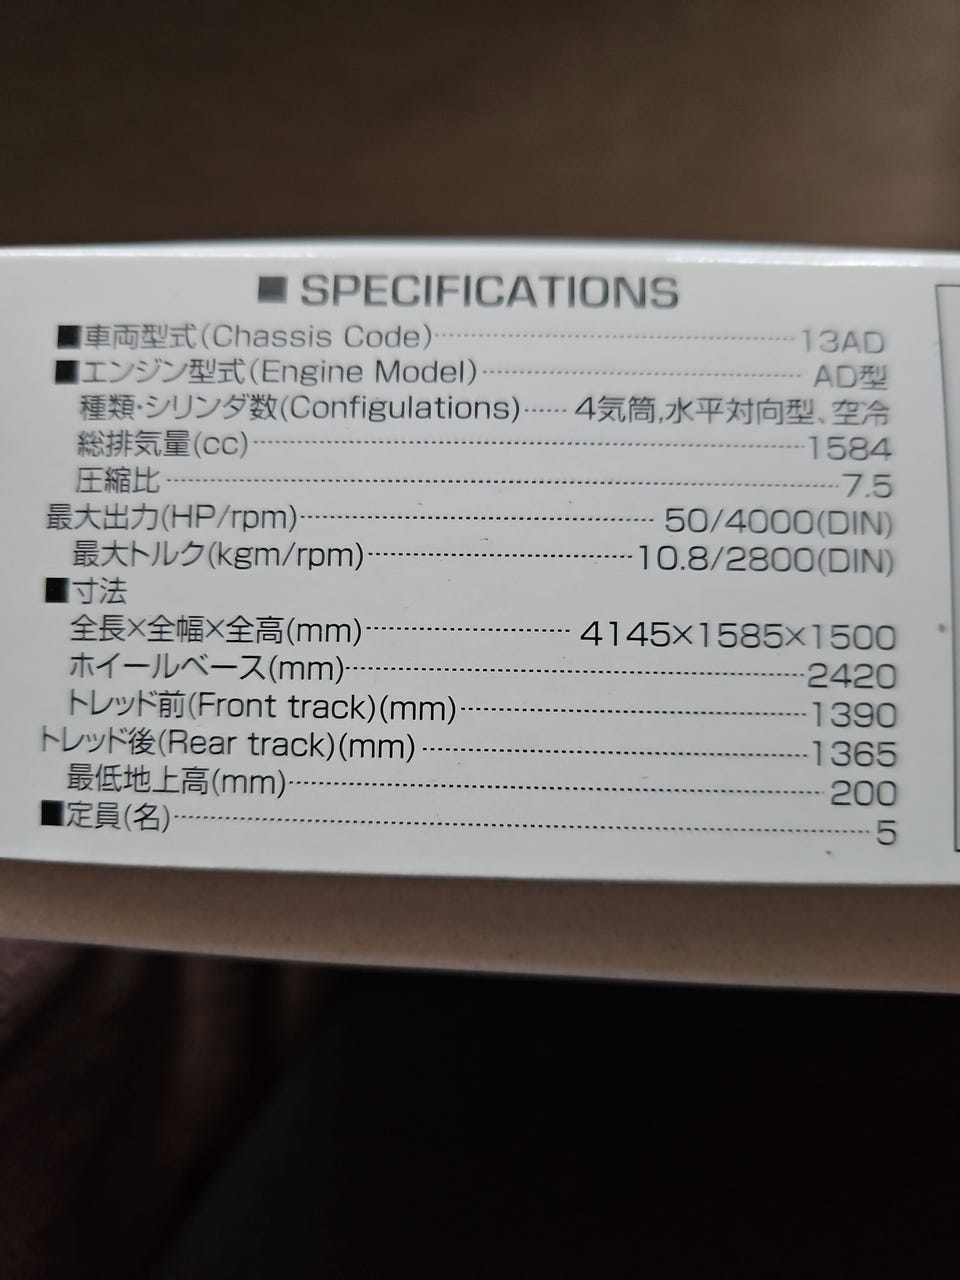 ■ SPECIFICATIONS
■車両型式(Chassis Code) 13AD
■エンジン型式(Engine Model) AD型
種類・シリンダ数(Configulations) 4気筒,水平対向型、空冷
総排気量(cc) 1584
圧縮比 7.5
最大出力(HP/rpm) 50/4000(DIN)
最大トルク(kgm/rpm) 10.8/2800(DIN)
■寸法
全長×全幅×全高(mm) 4145×1585×1500
ホイールベース(mm) 2420
トレッド前(Front track)(mm) 1390
トレッド後(Rear track)(mm) 1365
最低地上高(mm) 200
■定員(名) 5